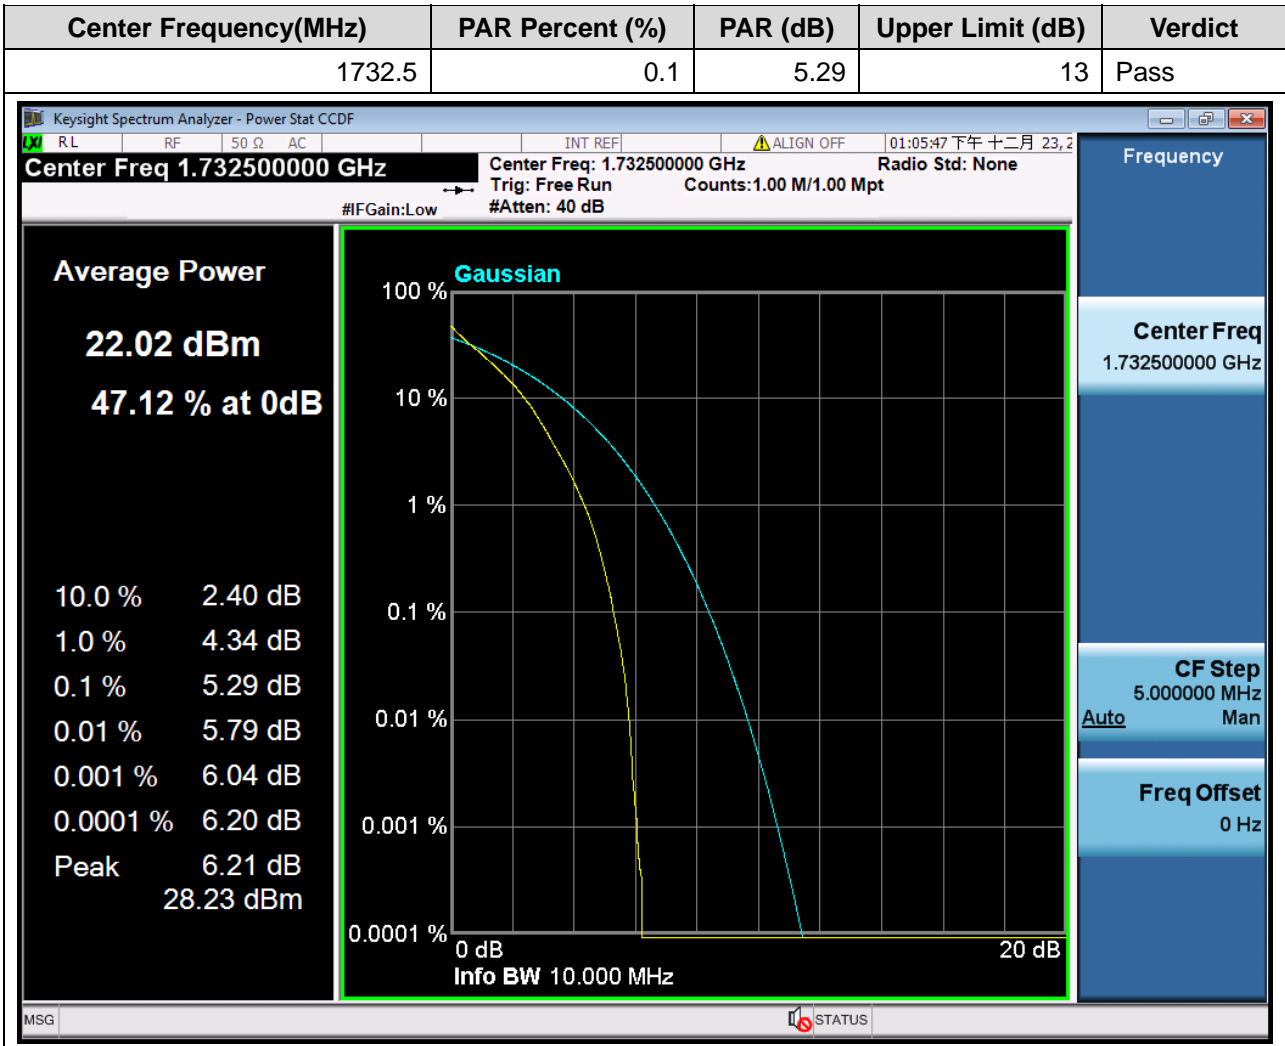 Center Frequency(MHz) PAR Percent (%) PAR (dB) Upper Limit (dB) Verdict
1732.5 0.1 5.29 13 Pass
Keysight Spectrum Analyzer - Power Stat CCDF
LXI RL RF 50 Ω AC INT REF ALIGN OFF 01:05:47 下午 十二月 23, 2
Center Freq 1.732500000 GHz
Center Freq: 1.732500000 GHz Radio Std: None
Trig: Free Run Counts:1.00 M/1.00 Mpt
#IFGain:Low #Atten: 40 dB
Average Power
22.02 dBm
47.12 % at 0dB
10.0 % 2.40 dB
1.0 % 4.34 dB
0.1 % 5.29 dB
0.01 % 5.79 dB
0.001 % 6.04 dB
0.0001 % 6.20 dB
Peak 6.21 dB
28.23 dBm
Gaussian
100 %
10 %
1 %
0.1 %
0.01 %
0.001 %
0.0001 %
0 dB 20 dB
Info BW 10.000 MHz
Frequency
Center Freq
1.732500000 GHz
CF Step
5.000000 MHz
Auto Man
Freq Offset
0 Hz
MSG STATUS